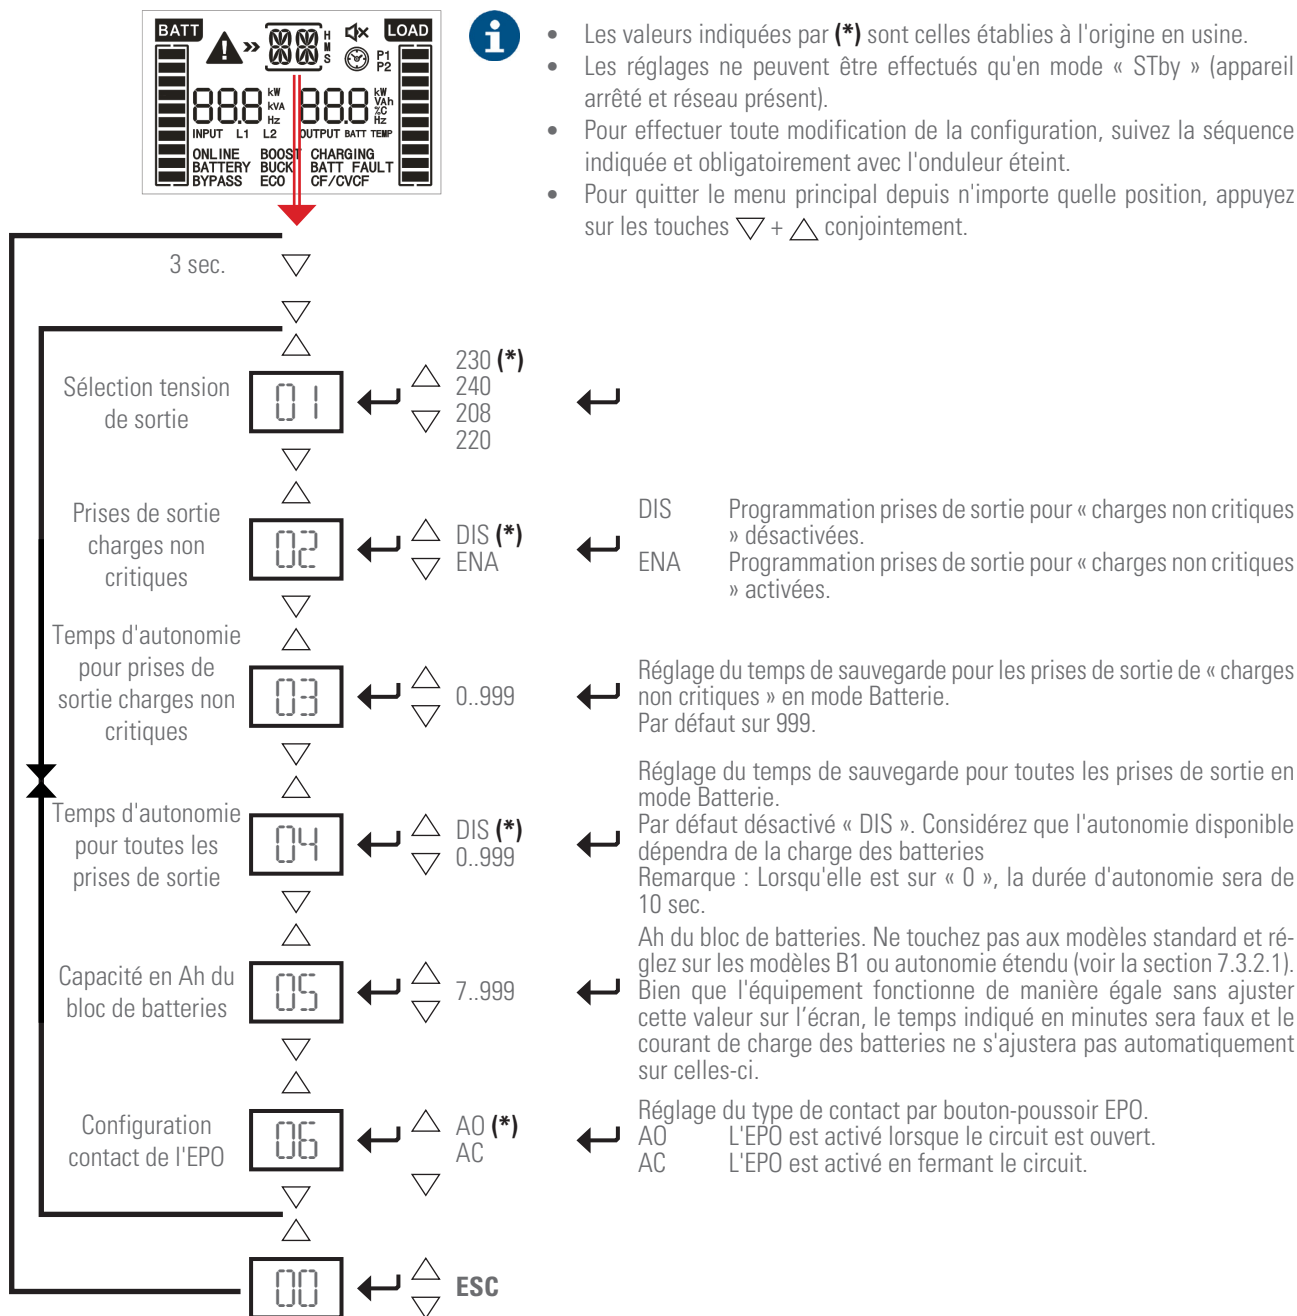 BATT
LOAD
H
M
S
P1
P2
88.8 kW
kVA
Hz
88.8 kW
VAh
%C
Hz
INPUT L1 L2 OUTPUT BATT TEMP
ONLINE BOOST CHARGING
BATTERY BUCK BATT FAULT
BYPASS ECO CF/CVCF
• Les valeurs indiquées par (*) sont celles établies à l'origine en usine.
• Les réglages ne peuvent être effectués qu'en mode « STby » (appareil
arrêté et réseau présent).
• Pour effectuer toute modification de la configuration, suivez la séquence
indiquée et obligatoirement avec l'onduleur éteint.
• Pour quitter le menu principal depuis n'importe quelle position, appuyez
sur les touches ▽ + △ conjointement.
3 sec.
Sélection tension
de sortie
01
230 (*)
240
208
220
Prises de sortie
charges non
critiques
02
DIS (*)
ENA
DIS Programmation prises de sortie pour « charges non critiques
» désactivées.
ENA Programmation prises de sortie pour « charges non critiques
» activées.
Temps d'autonomie
pour prises de
sortie charges non
critiques
03
0..999
Réglage du temps de sauvegarde pour les prises de sortie de « charges
non critiques » en mode Batterie.
Par défaut sur 999.
Temps d'autonomie
pour toutes les
prises de sortie
04
DIS (*)
0..999
Réglage du temps de sauvegarde pour toutes les prises de sortie en
mode Batterie.
Par défaut désactivé « DIS ». Considérez que l'autonomie disponible
dépendra de la charge des batteries
Remarque : Lorsqu'elle est sur « 0 », la durée d'autonomie sera de
10 sec.
Capacité en Ah du
bloc de batteries
05
7..999
Ah du bloc de batteries. Ne touchez pas aux modèles standard et ré-
glez sur les modèles B1 ou autonomie étendu (voir la section 7.3.2.1).
Bien que l'équipement fonctionne de manière égale sans ajuster
cette valeur sur l'écran, le temps indiqué en minutes sera faux et le
courant de charge des batteries ne s'ajustera pas automatiquement
sur celles-ci.
Configuration
contact de l'EPO
06
AO (*)
AC
Réglage du type de contact par bouton-poussoir EPO.
AO L'EPO est activé lorsque le circuit est ouvert.
AC L'EPO est activé en fermant le circuit.
00
ESC